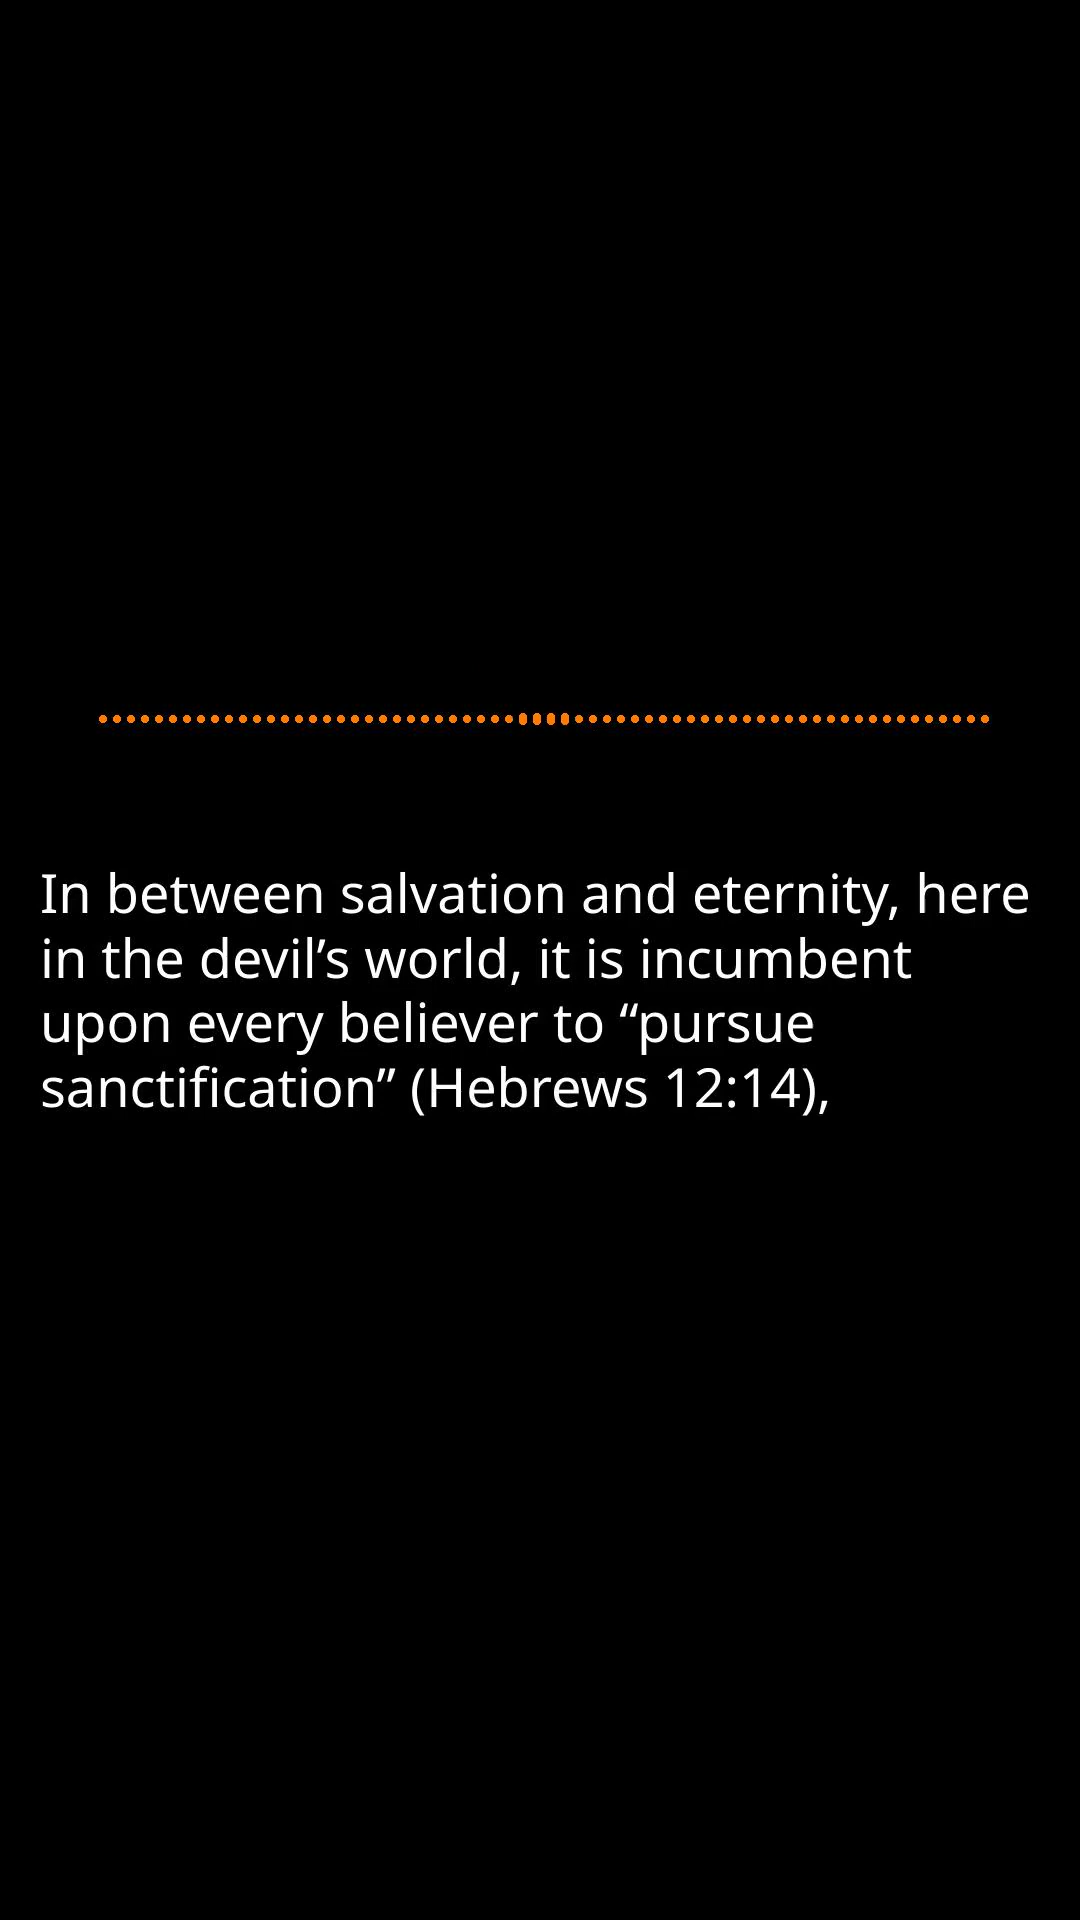 In between salvation and eternity, here
in the devil’s world, it is incumbent
upon every believer to “pursue
sanctification” (Hebrews 12:14),